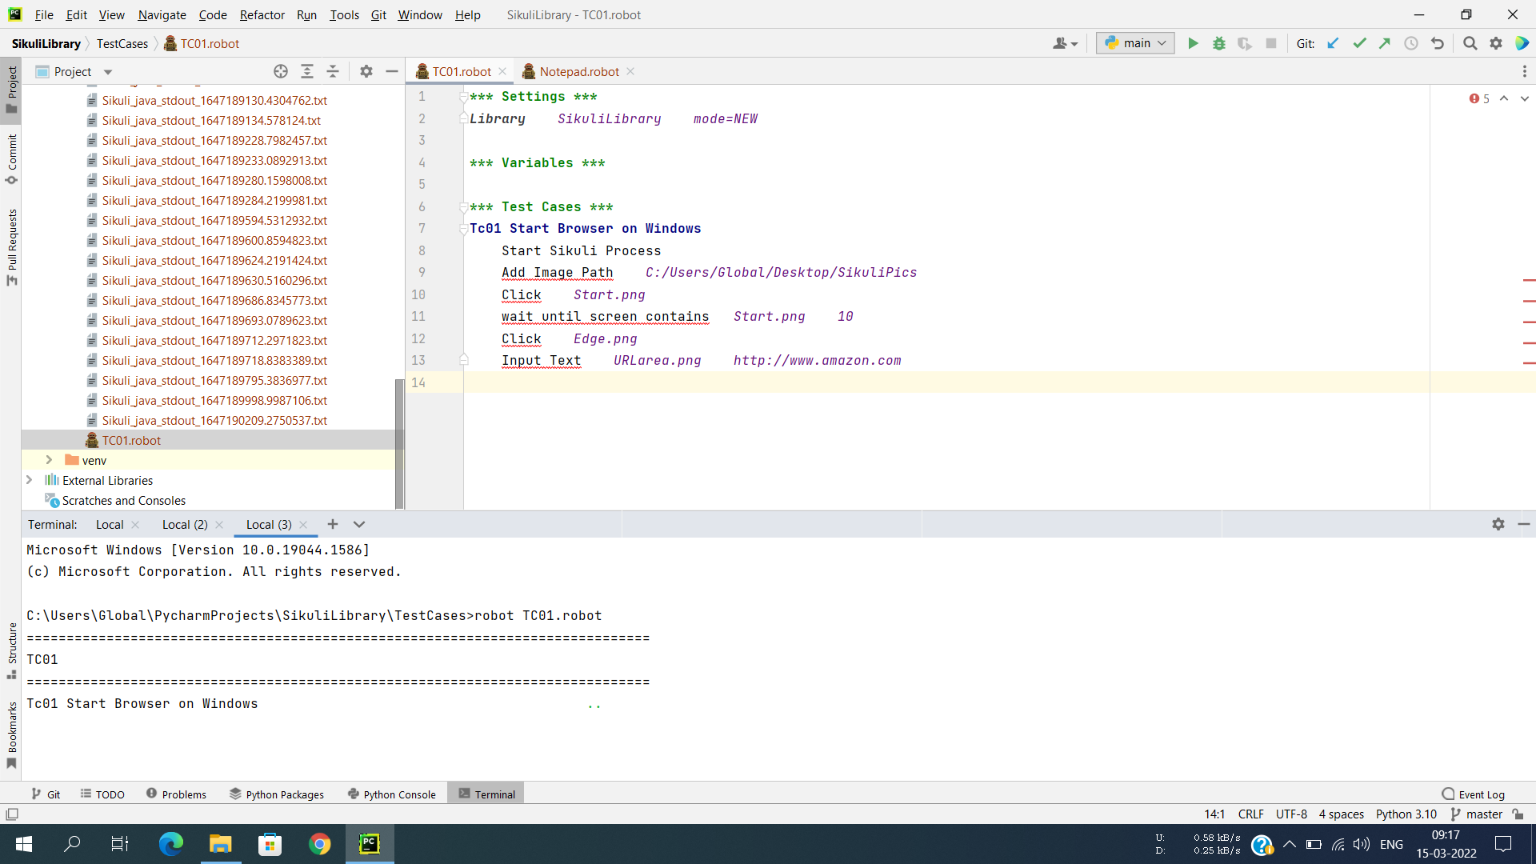 File Edit View Navigate Code Refactor Run Tools Git Window Help SikuliLibrary - TC01.robot
SikuliLibrary TestCases TC01.robot main Git:
Project TC01.robot Notepad.robot
Project
Commit
Pull Requests
Structure
Bookmarks
Sikuli_java_stdout_1647189130.4304762.txt
Sikuli_java_stdout_1647189134.578124.txt
Sikuli_java_stdout_1647189228.7982457.txt
Sikuli_java_stdout_1647189233.0892913.txt
Sikuli_java_stdout_1647189280.1598008.txt
Sikuli_java_stdout_1647189284.2199981.txt
Sikuli_java_stdout_1647189594.5312932.txt
Sikuli_java_stdout_1647189600.8594823.txt
Sikuli_java_stdout_1647189624.2191424.txt
Sikuli_java_stdout_1647189630.5160296.txt
Sikuli_java_stdout_1647189686.8345773.txt
Sikuli_java_stdout_1647189693.0789623.txt
Sikuli_java_stdout_1647189712.2971823.txt
Sikuli_java_stdout_1647189718.8383389.txt
Sikuli_java_stdout_1647189795.3836977.txt
Sikuli_java_stdout_1647189998.9987106.txt
Sikuli_java_stdout_1647190209.2750537.txt
TC01.robot
venv
External Libraries
Scratches and Consoles
1 *** Settings *** 5
2 Library SikuliLibrary mode=NEW
3
4 *** Variables ***
5
6 *** Test Cases ***
7 Tc01 Start Browser on Windows
8 Start Sikuli Process
9 Add Image Path C:/Users/Global/Desktop/SikuliPics
10 Click Start.png
11 wait until screen contains Start.png 10
12 Click Edge.png
13 Input Text URLarea.png http://www.amazon.com
14
Terminal: Local Local (2) Local (3)
Microsoft Windows [Version 10.0.19044.1586]
(c) Microsoft Corporation. All rights reserved.
C:\Users\Global\PycharmProjects\SikuliLibrary\TestCases>robot TC01.robot
==============================================================================
TC01
==============================================================================
Tc01 Start Browser on Windows ..
Git TODO Problems Python Packages Python Console Terminal Event Log
14:1 CRLF UTF-8 4 spaces Python 3.10 master
U: 0.58 kB/s
D: 0.25 kB/s
ENG
09:17
15-03-2022